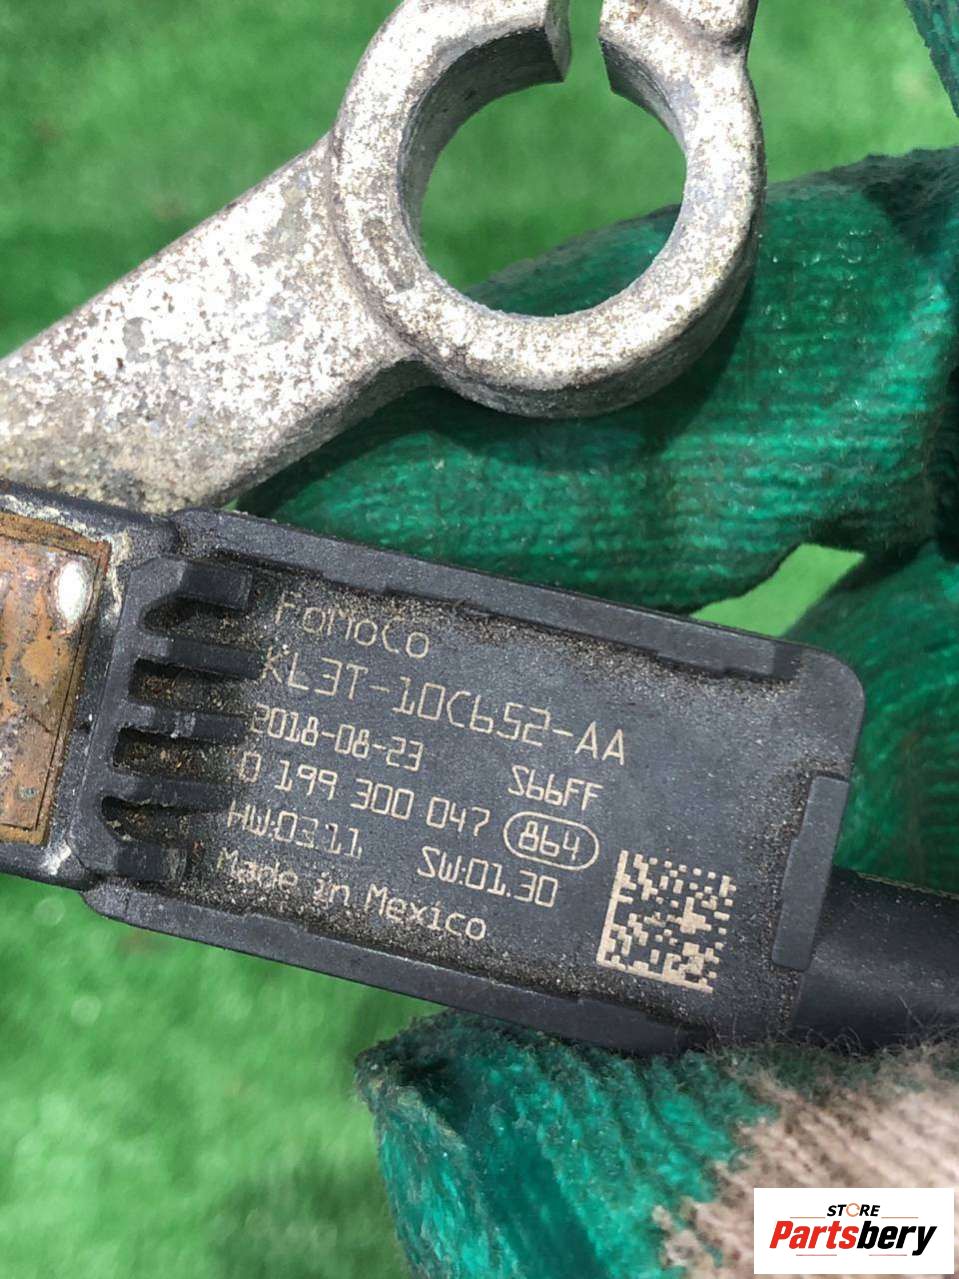 FoMoCo
KL3T-10C652-AA
2018-08-23 S66FF
0 199 300 047 864
HW:03.11 SW:01.30
Made in Mexico
STORE
Partsbery